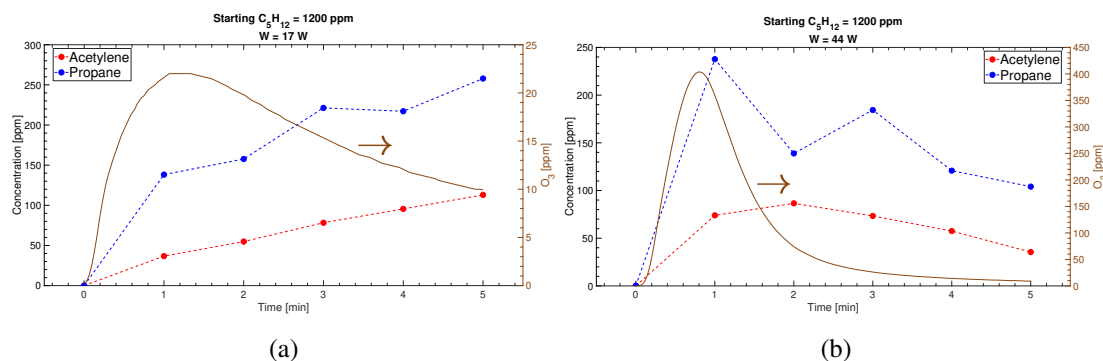 Starting C5H12 = 1200 ppm
W = 17 W
Acetylene
Propane
300
250
200
150
100
50
0
Concentration [ppm]
25
20
15
10
5
0
O3 [ppm]
0 1 2 3 4 5
Time [min]
(a)
Starting C5H12 = 1200 ppm
W = 44 W
Acetylene
Propane
250
200
150
100
50
0
Concentration [ppm]
450
400
350
300
250
200
150
100
50
0
O3 [ppm]
0 1 2 3 4 5
Time [min]
(b)